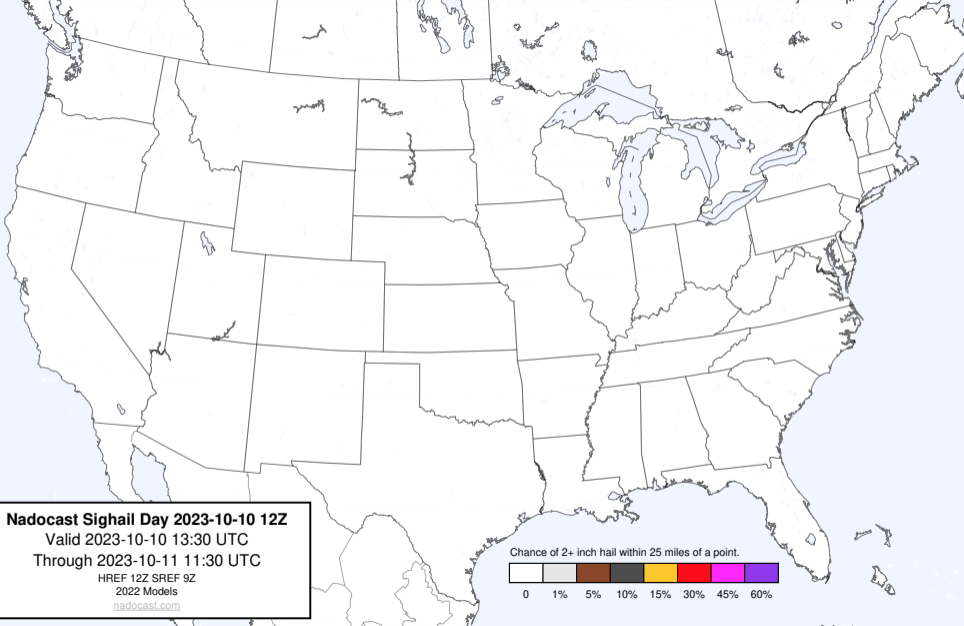 Nadocast Sighail Day 2023-10-10 12Z
Valid 2023-10-10 13:30 UTC
Through 2023-10-11 11:30 UTC
HREF 12Z SREF 9Z
2022 Models
nadocast.com
Chance of 2+ inch hail within 25 miles of a point.
0 1% 5% 10% 15% 30% 45% 60%